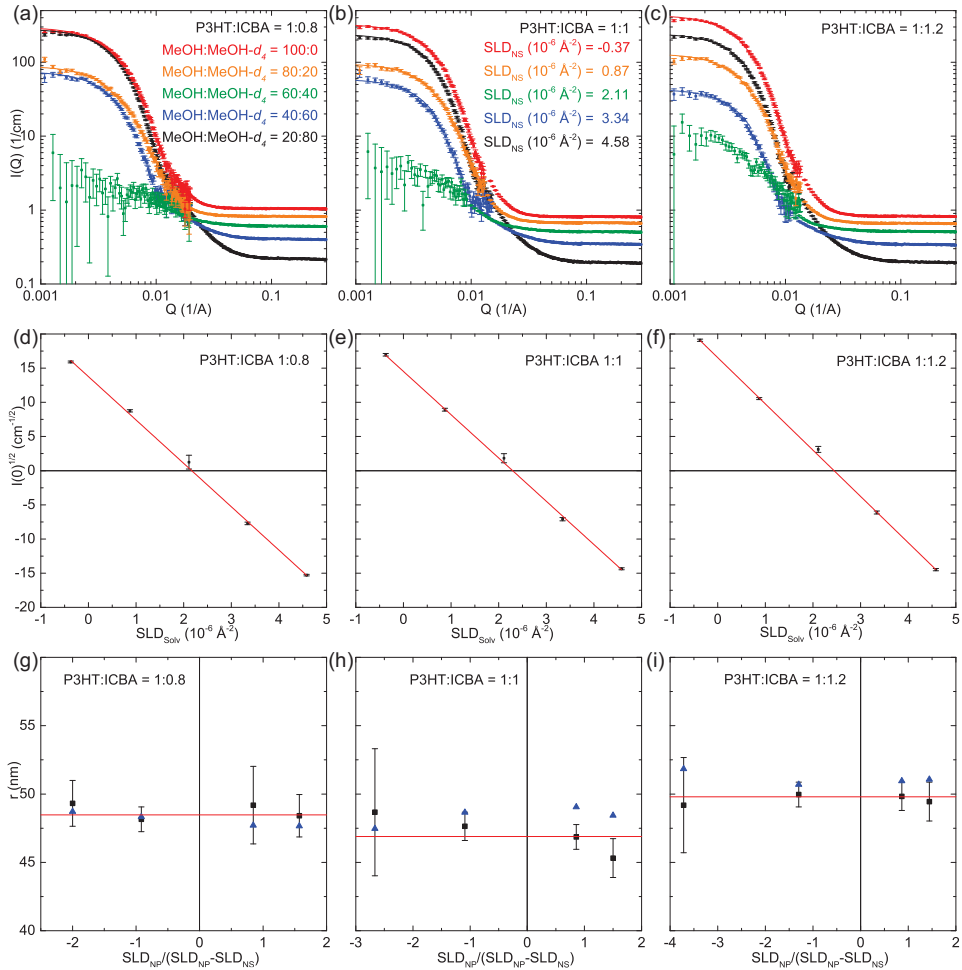 (a)
P3HT:ICBA = 1:0.8
MeOH:MeOH-d4 = 100:0
MeOH:MeOH-d4 = 80:20
MeOH:MeOH-d4 = 60:40
MeOH:MeOH-d4 = 40:60
MeOH:MeOH-d4 = 20:80
I(Q) (1/cm)
100
10
1
0.1
0.001 0.01 0.1
Q (1/A)
(b)
P3HT:ICBA = 1:1
SLDNS (10-6 Å-2) = -0.37
SLDNS (10-6 Å-2) = 0.87
SLDNS (10-6 Å-2) = 2.11
SLDNS (10-6 Å-2) = 3.34
SLDNS (10-6 Å-2) = 4.58
0.001 0.01 0.1
Q (1/A)
(c)
P3HT:ICBA = 1:1.2
0.001 0.01 0.1
Q (1/A)
(d)
P3HT:ICBA 1:0.8
I(0)1/2 (cm-1/2)
15
10
5
0
-5
-10
-15
-20
-1 0 1 2 3 4 5
SLDSolv (10-6 Å-2)
(e)
P3HT:ICBA 1:1
-1 0 1 2 3 4 5
SLDSolv (10-6 Å-2)
(f)
P3HT:ICBA 1:1.2
-1 0 1 2 3 4 5
SLDSolv (10-6 Å-2)
(g)
P3HT:ICBA = 1:0.8
r (nm)
60
55
50
45
40
-2 -1 0 1 2
SLDNP/(SLDNP-SLDNS)
(h)
P3HT:ICBA = 1:1
-3 -2 -1 0 1 2
SLDNP/(SLDNP-SLDNS)
(i)
P3HT:ICBA = 1:1.2
-4 -3 -2 -1 0 1 2
SLDNP/(SLDNP-SLDNS)